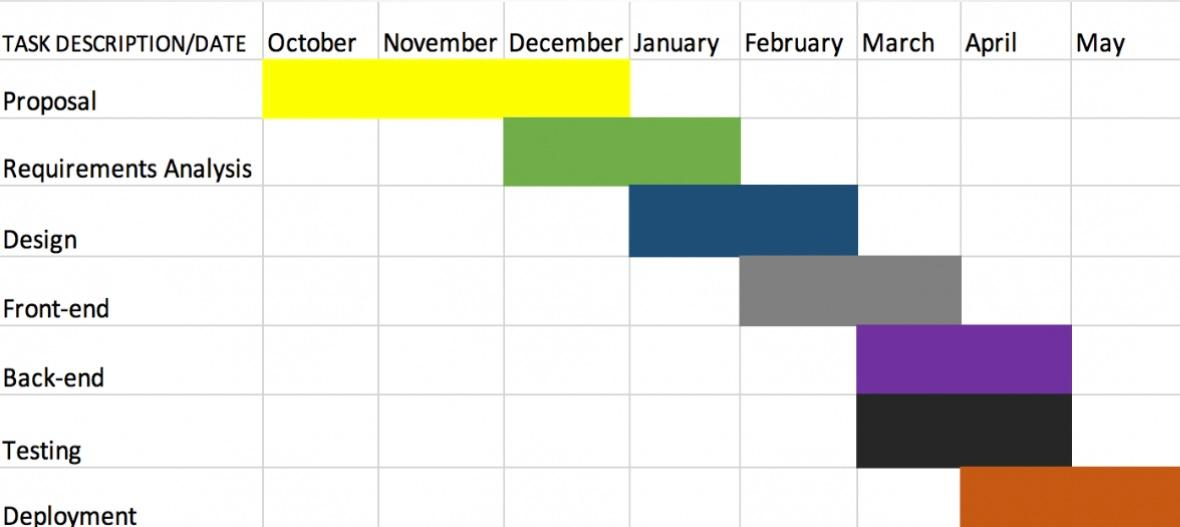 TASK DESCRIPTION/DATE October November December January February March April May
Proposal
Requirements Analysis
Design
Front-end
Back-end
Testing
Deployment